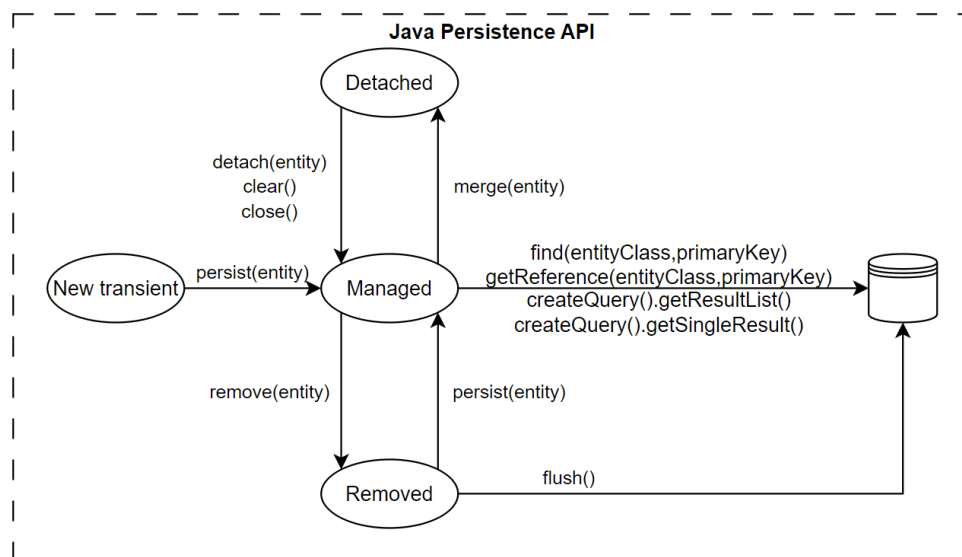 Java Persistence API
Detached
detach(entity)
clear()
close()
merge(entity)
find(entityClass,primaryKey)
getReference(entityClass,primaryKey)
createQuery().getResultList()
createQuery().getSingleResult()
New transient
persist(entity)
Managed
remove(entity)
persist(entity)
Removed
flush()